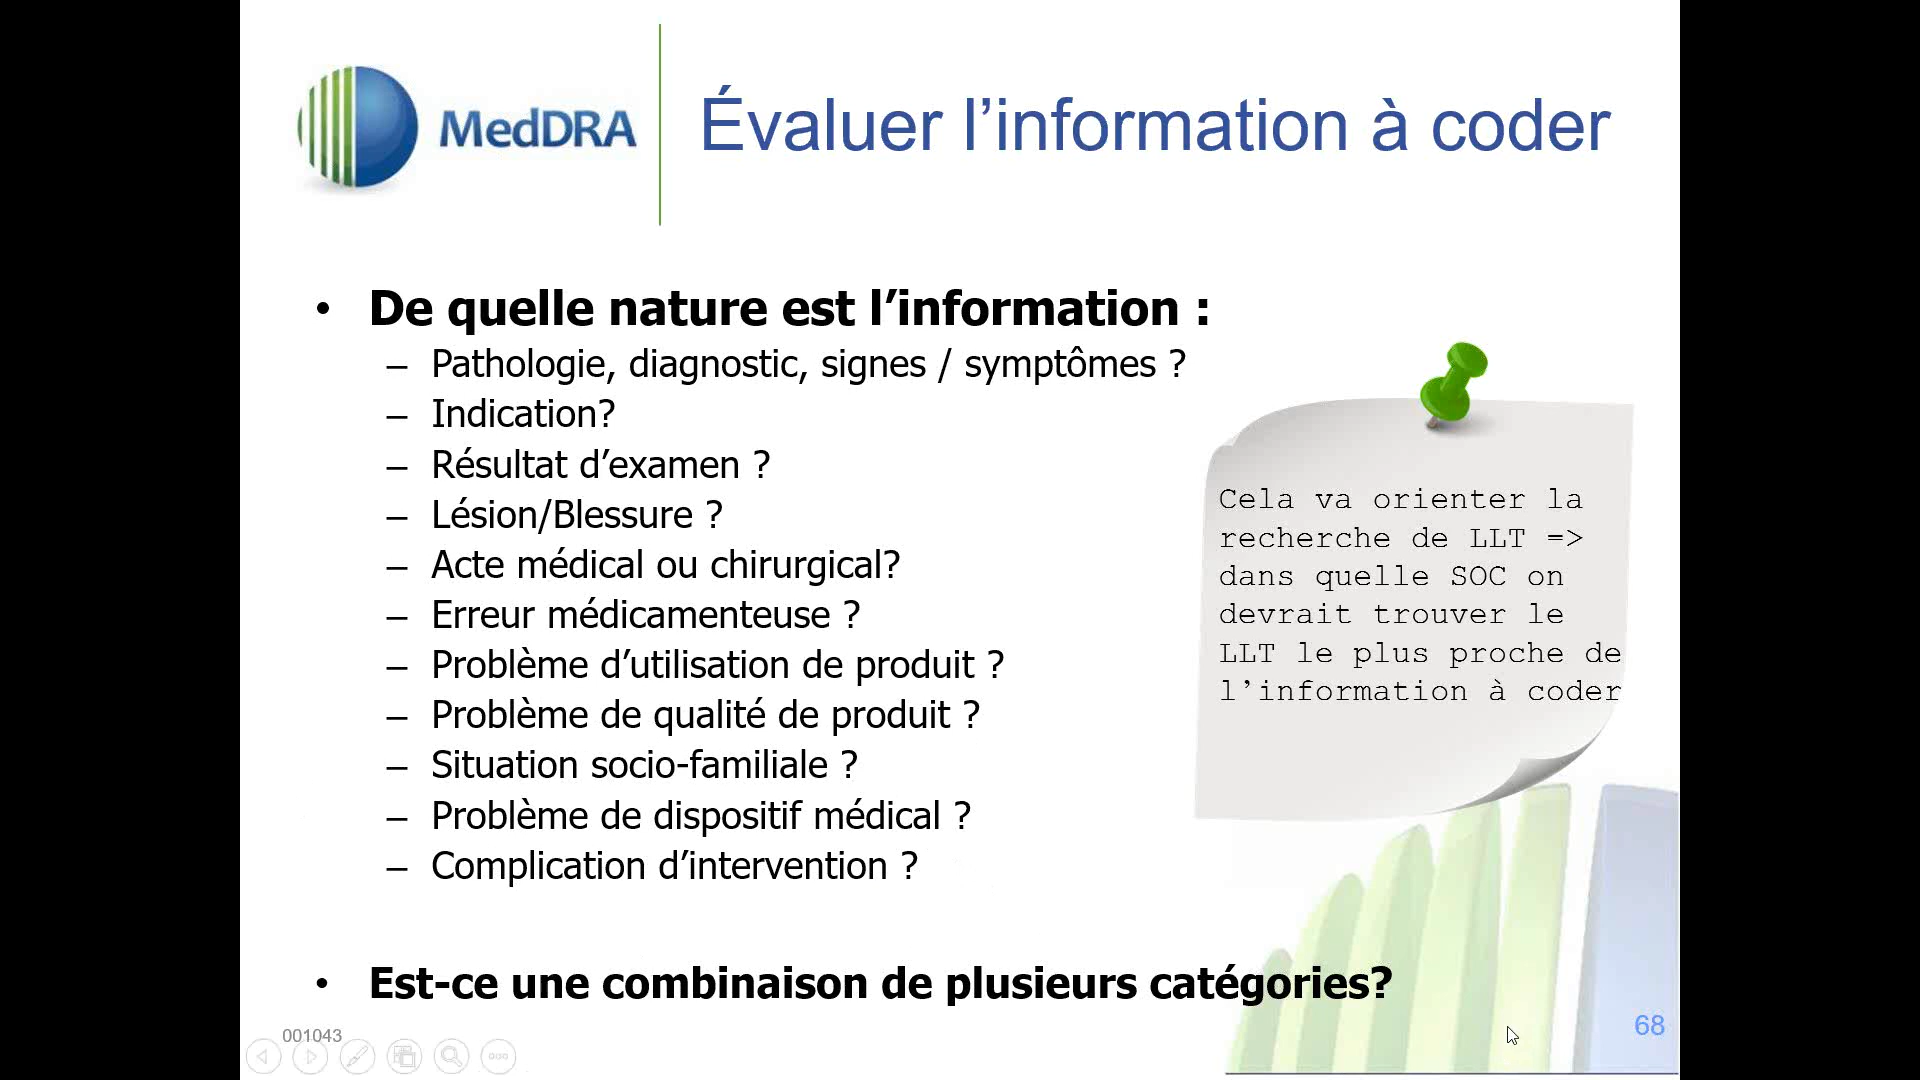 MedDRA
Évaluer l’information à coder
• De quelle nature est l’information :
– Pathologie, diagnostic, signes / symptômes ?
– Indication?
– Résultat d’examen ?
– Lésion/Blessure ?
– Acte médical ou chirurgical?
– Erreur médicamenteuse ?
– Problème d’utilisation de produit ?
– Problème de qualité de produit ?
– Situation socio-familiale ?
– Problème de dispositif médical ?
– Complication d’intervention ?
Cela va orienter la
recherche de LLT =>
dans quelle SOC on
devrait trouver le
LLT le plus proche de
l’information à coder
• Est-ce une combinaison de plusieurs catégories?
001043
68